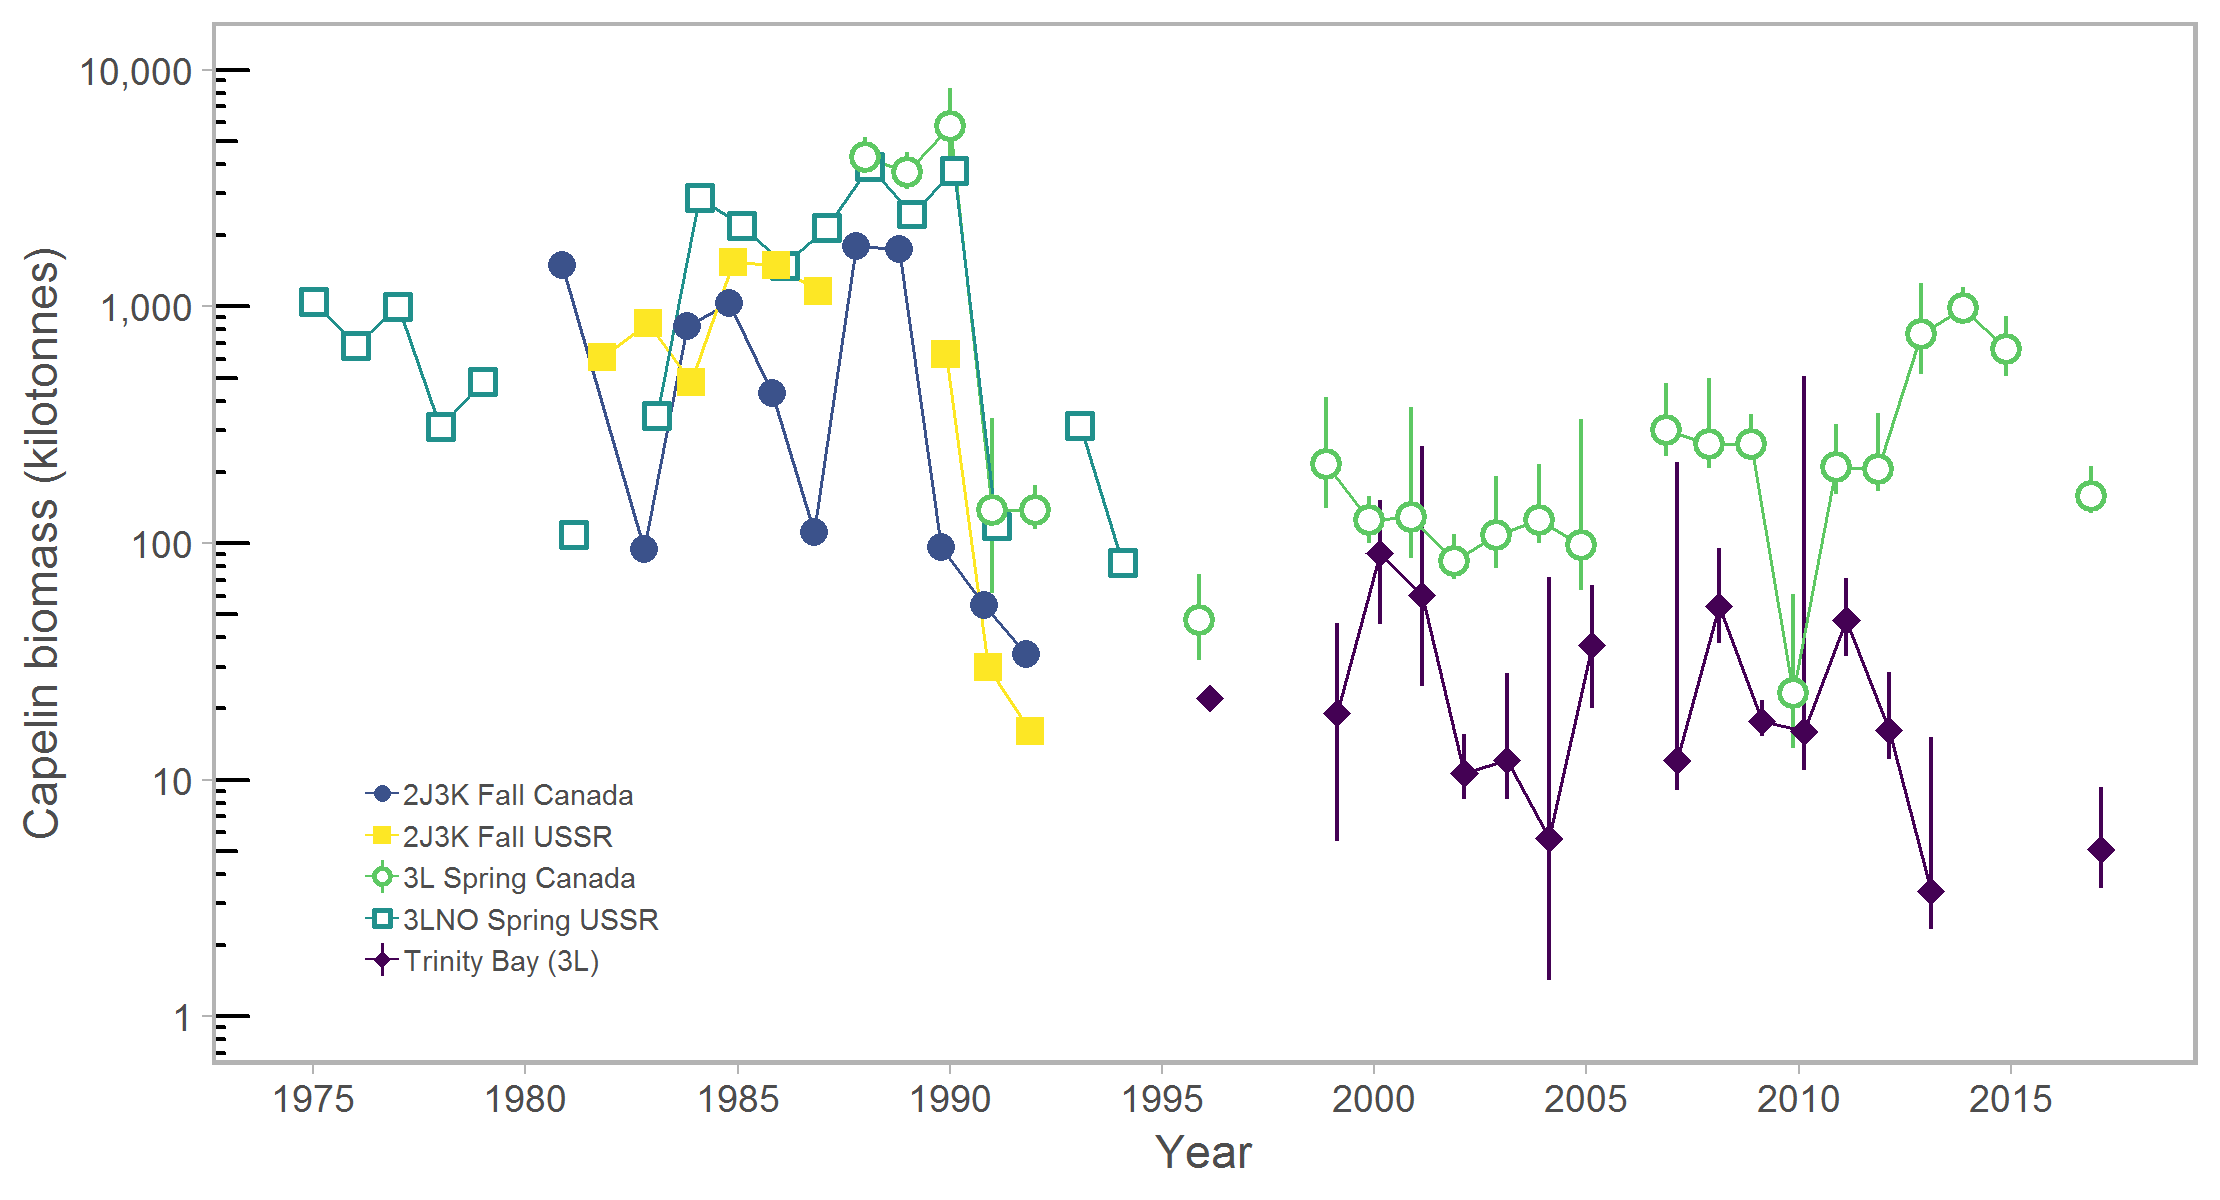 10,000
1,000
100
10
1
Capelin biomass (kilotonnes)
2J3K Fall Canada
2J3K Fall USSR
3L Spring Canada
3LNO Spring USSR
Trinity Bay (3L)
1975 1980 1985 1990 1995 2000 2005 2010 2015
Year